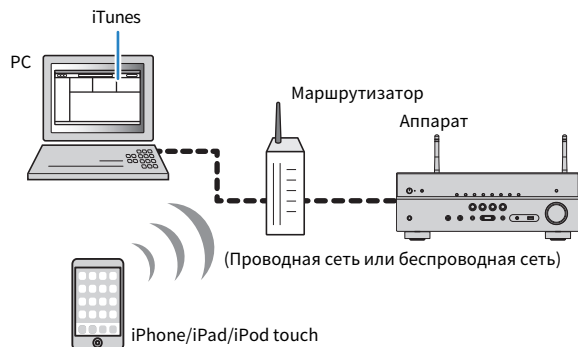 iTunes
PC
Маршрутизатор
Аппарат
(Проводная сеть или беспроводная сеть)
iPhone/iPad/iPod touch